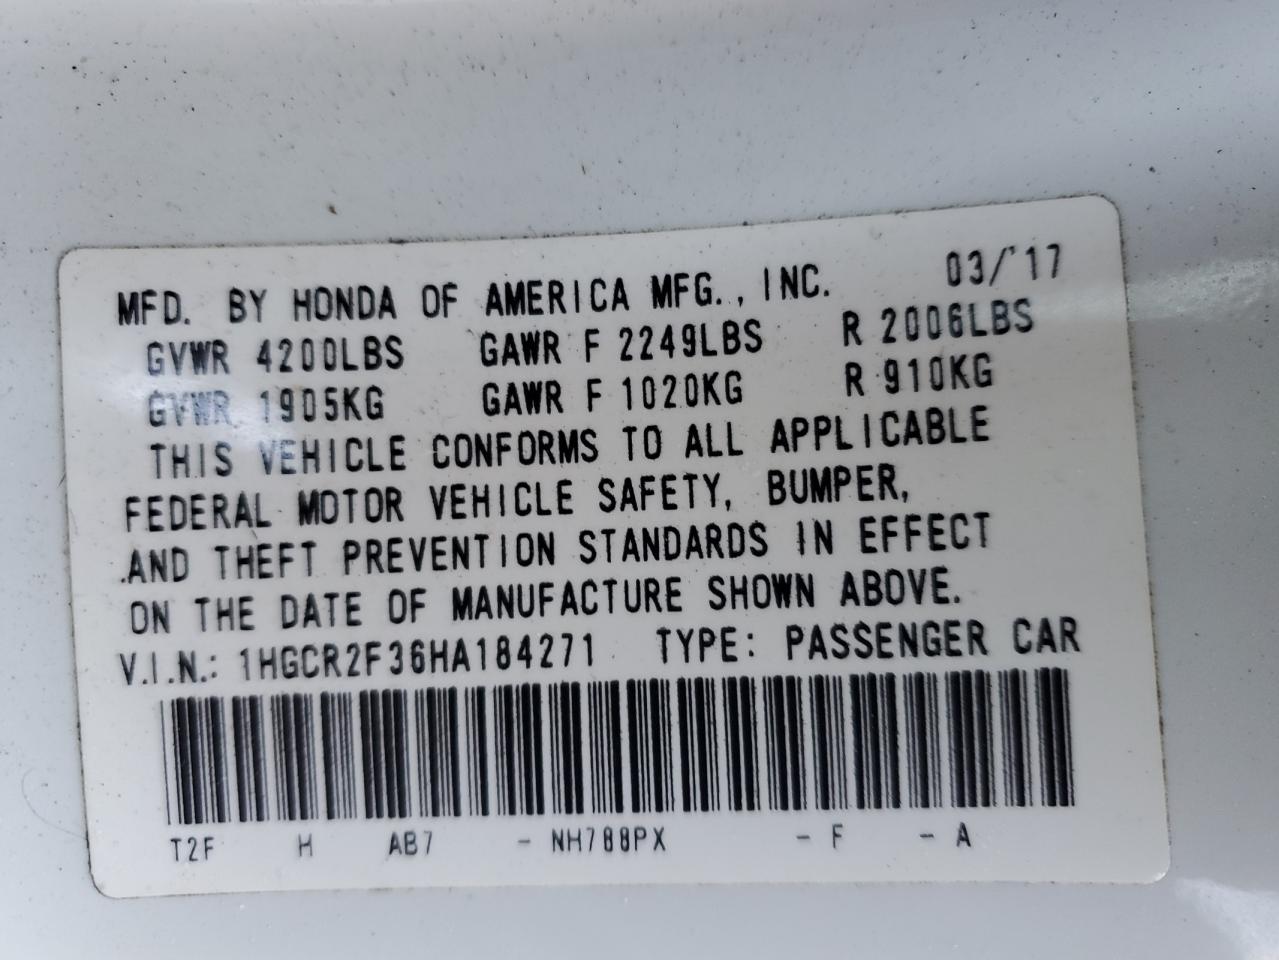 MFD. BY HONDA OF AMERICA MFG., INC. 03/'17
GVWR 4200LBS GAWR F 2249LBS R 2006LBS
GVWR 1905KG GAWR F 1020KG R 910KG
THIS VEHICLE CONFORMS TO ALL APPLICABLE
FEDERAL MOTOR VEHICLE SAFETY, BUMPER,
AND THEFT PREVENTION STANDARDS IN EFFECT
ON THE DATE OF MANUFACTURE SHOWN ABOVE.
V.I.N.: 1HGCR2F36HA184271 TYPE: PASSENGER CAR
T2F H AB7 - NH788PX - F - A